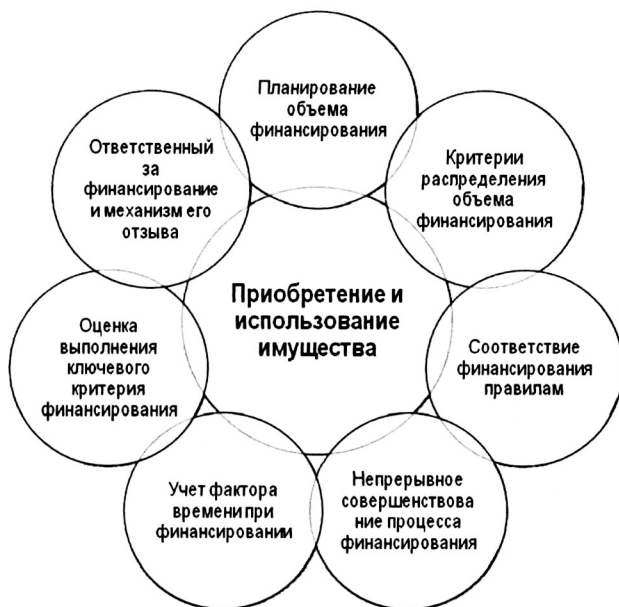 Планирование
объема
финансирования
Критерии
распределения
объема
финансирования
Соответствие
финансирования
правилам
Непрерывное
совершенствова
ние процесса
финансирования
Учет фактора
времени при
финансировании
Оценка
выполнения
ключевого
критерия
финансирования
Ответственный
за
финансирование
и механизм его
отзыва
Приобретение и
использование
имущества